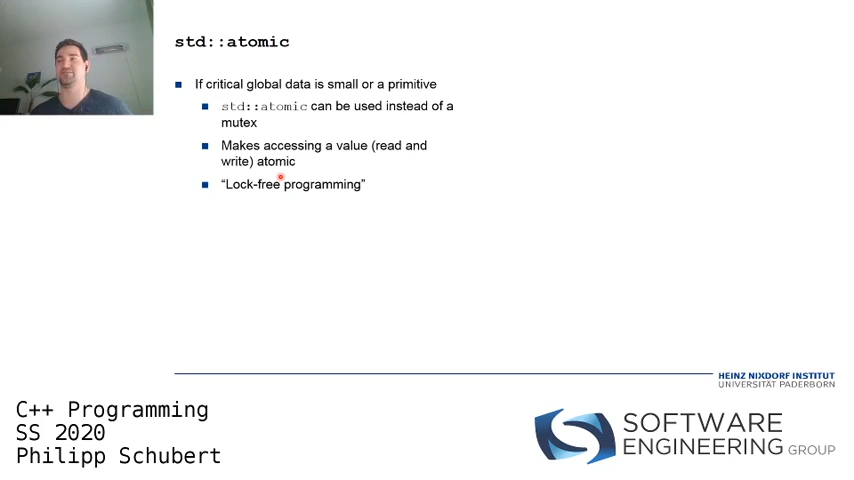 std::atomic
If critical global data is small or a primitive
std::atomic can be used instead of a
mutex
Makes accessing a value (read and
write) atomic
“Lock-free programming”
HEINZ NIXDORF INSTITUT
UNIVERSITÄT PADERBORN
C++ Programming
SS 2020
Philipp Schubert
SOFTWARE
ENGINEERING GROUP